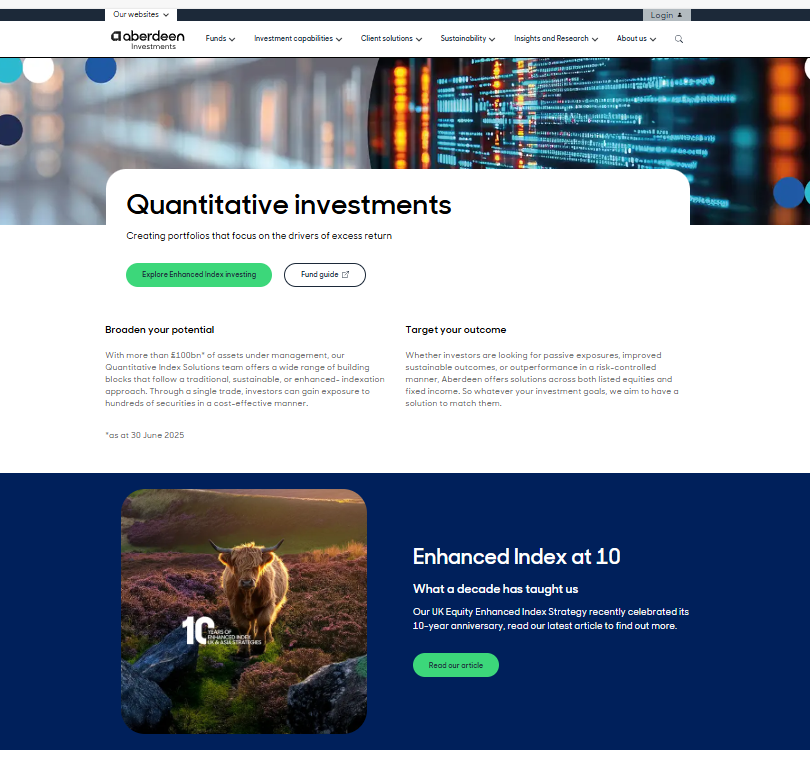 Our websites
Login
aberdeen
Investments
Funds
Investment capabilities
Client solutions
Sustainability
Insights and Research
About us
Quantitative investments
Creating portfolios that focus on the drivers of excess return
Explore Enhanced Index investing
Fund guide
Broaden your potential
With more than £100bn* of assets under management, our
Quantitative Index Solutions team offers a wide range of building
blocks that follow a traditional, sustainable, or enhanced- indexation
approach. Through a single trade, investors can gain exposure to
hundreds of securities in a cost-effective manner.
*as at 30 June 2025
Target your outcome
Whether investors are looking for passive exposures, improved
sustainable outcomes, or outperformance in a risk-controlled
manner, Aberdeen offers solutions across both listed equities and
fixed income. So whatever your investment goals, we aim to have a
solution to match them.
10 YEARS OF
ENHANCED INDEX
UK & ASIA STRATEGIES
Enhanced Index at 10
What a decade has taught us
Our UK Equity Enhanced Index Strategy recently celebrated its
10-year anniversary, read our latest article to find out more.
Read our article